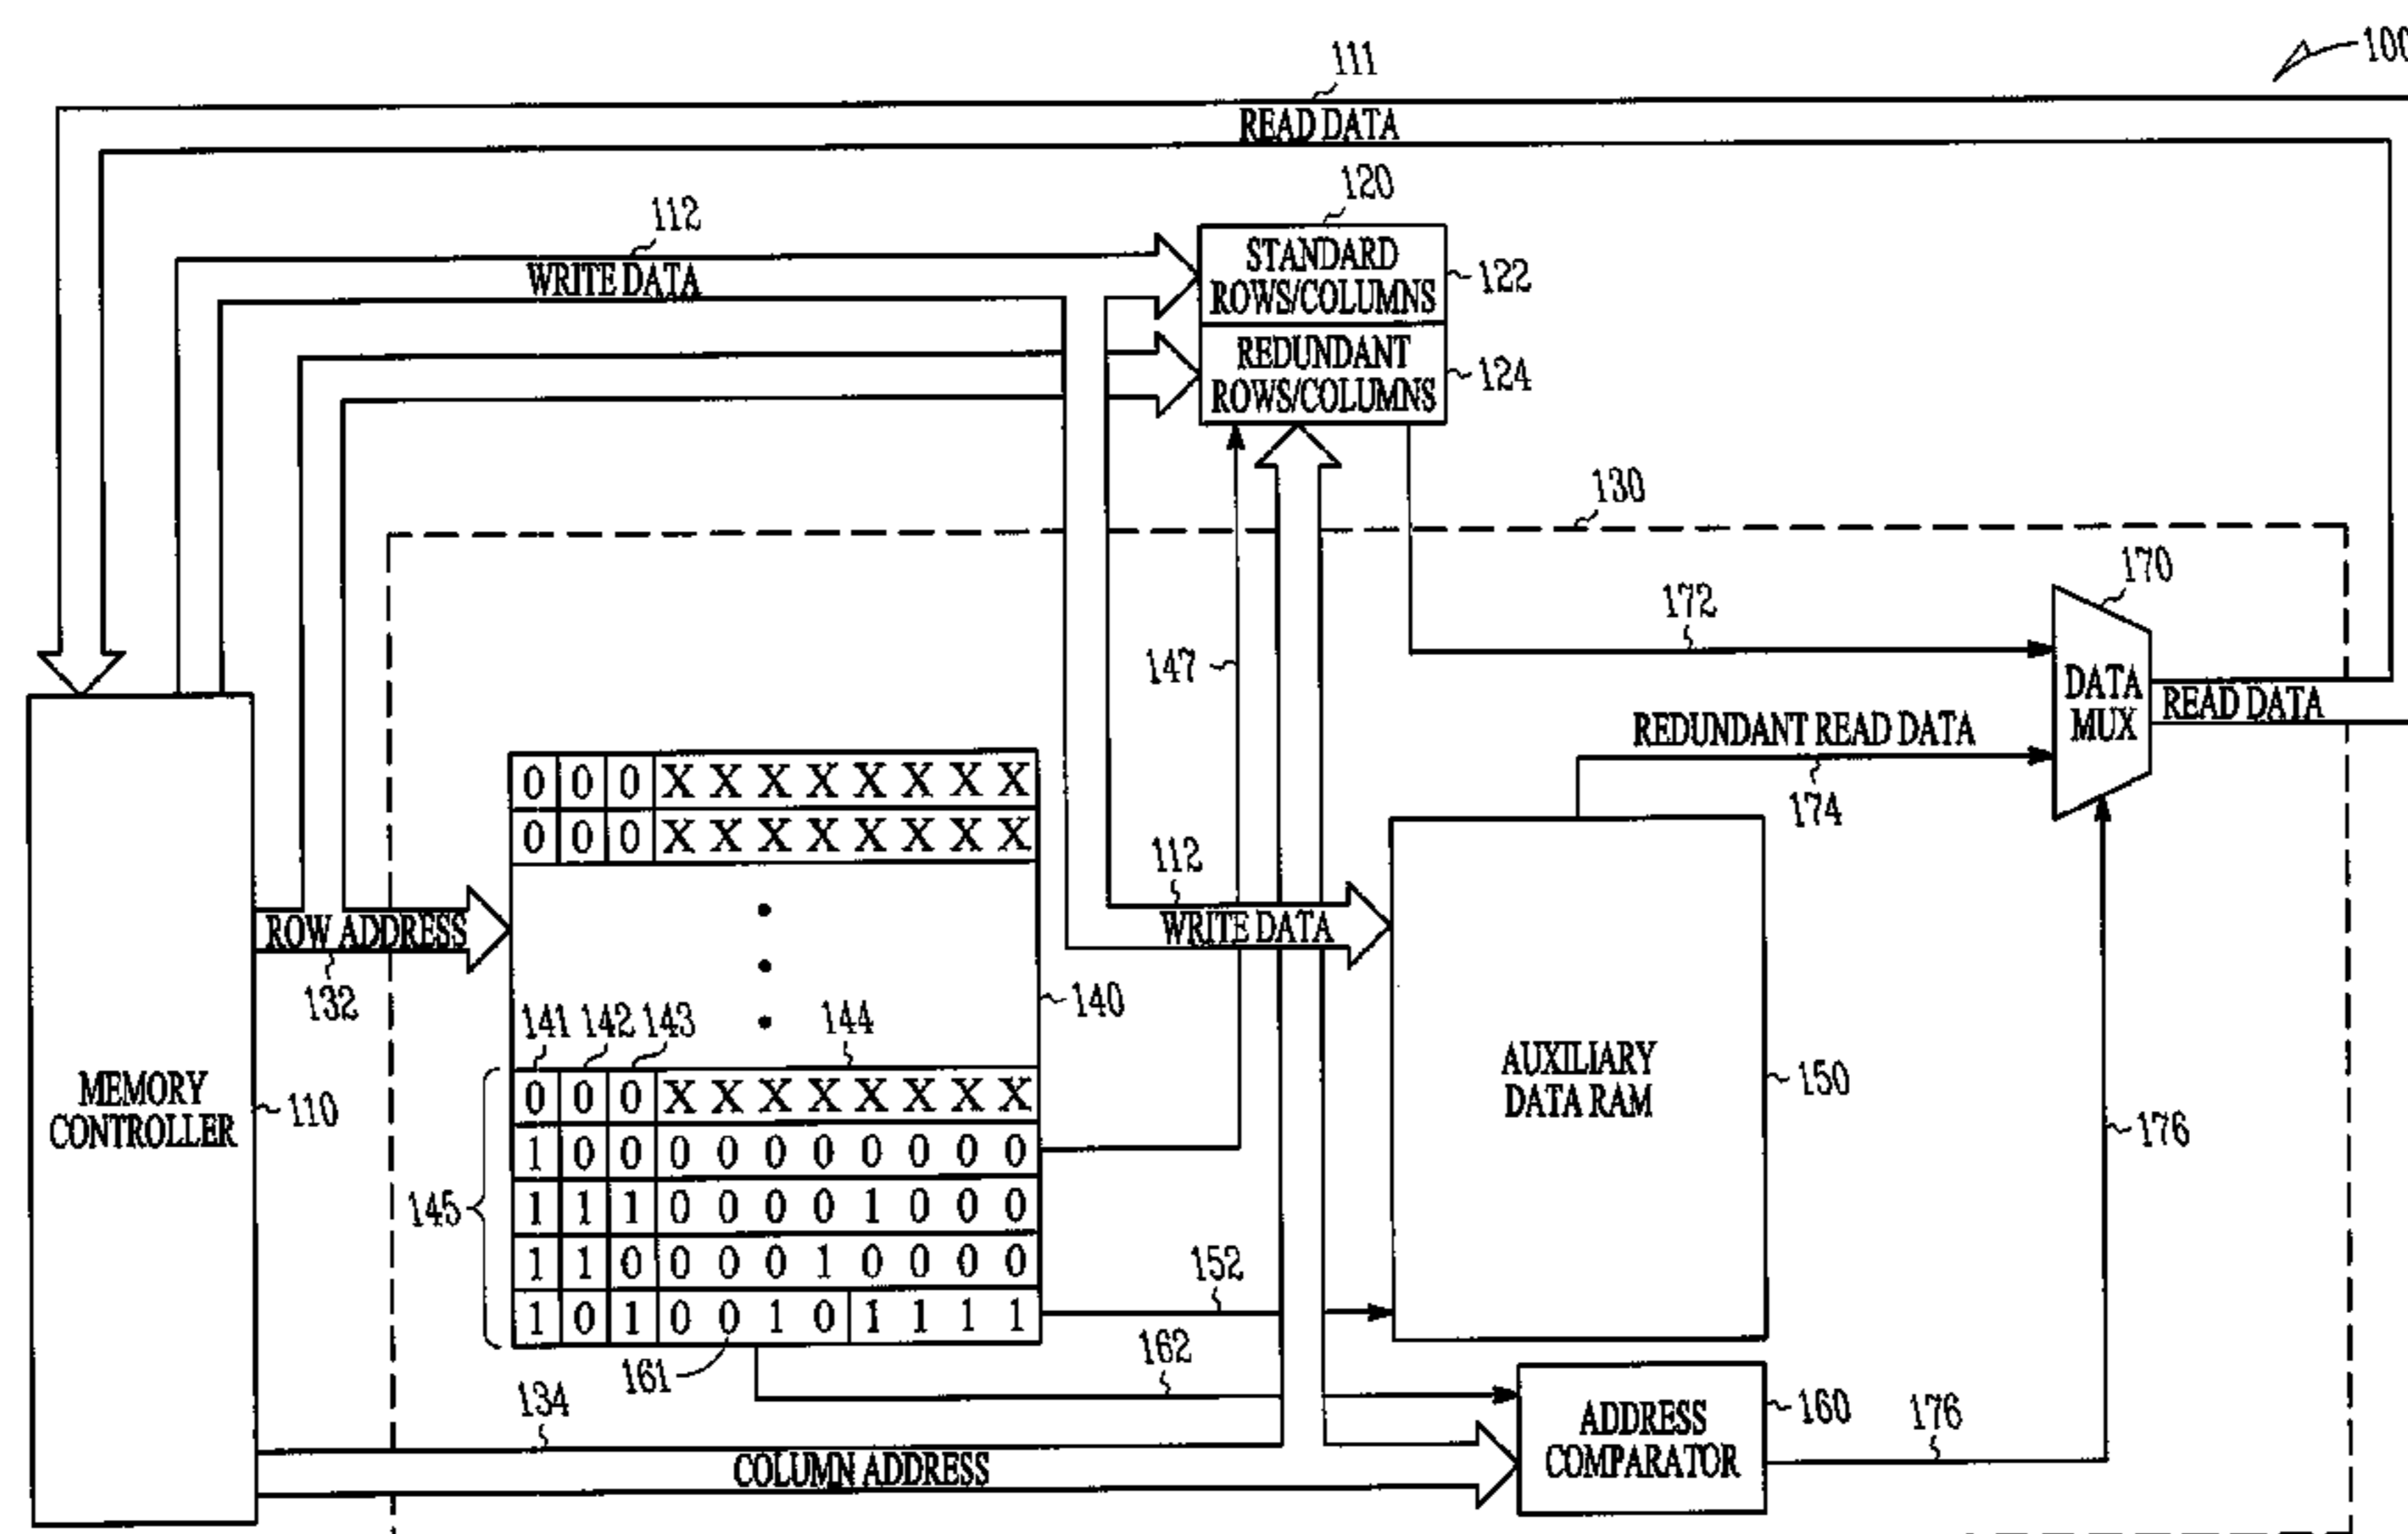 100
111
READ DATA
120
112
WRITE DATA
STANDARD
ROWS/COLUMNS
122
REDUNDANT
ROWS/COLUMNS
124
130
170
172
147
DATA
MUX
READ DATA
REDUNDANT READ DATA
174
0 0 0 X X X X X X X X
0 0 0 X X X X X X X X
112
WRITE DATA
ROW ADDRESS
132
140
141 142 143 144
0 0 0 X X X X X X X X
1 0 0 0 0 0 0 0 0 0 0
1 1 1 0 0 0 0 1 0 0 0
1 1 0 0 0 0 1 0 0 0 0
1 0 1 0 0 1 0 1 1 1 1
145
MEMORY
CONTROLLER
110
AUXILIARY
DATA RAM
150
176
152
161
162
134
COLUMN ADDRESS
ADDRESS
COMPARATOR
160
176